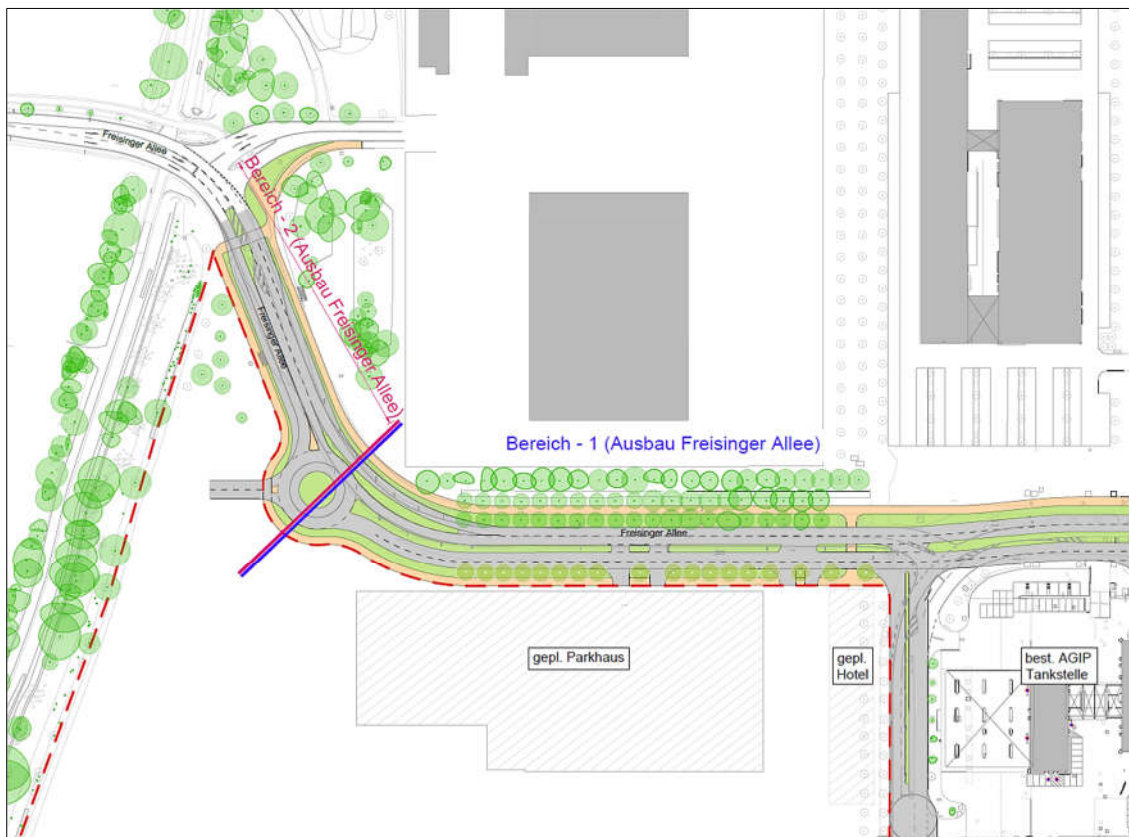 Freisinger Allee
Bereich - 2 (Ausbau Freisinger Allee)
Freisinger Allee
Bereich - 1 (Ausbau Freisinger Allee)
Freisinger Allee
gepl. Parkhaus
gepl.
Hotel
best. AGIP
Tankstelle